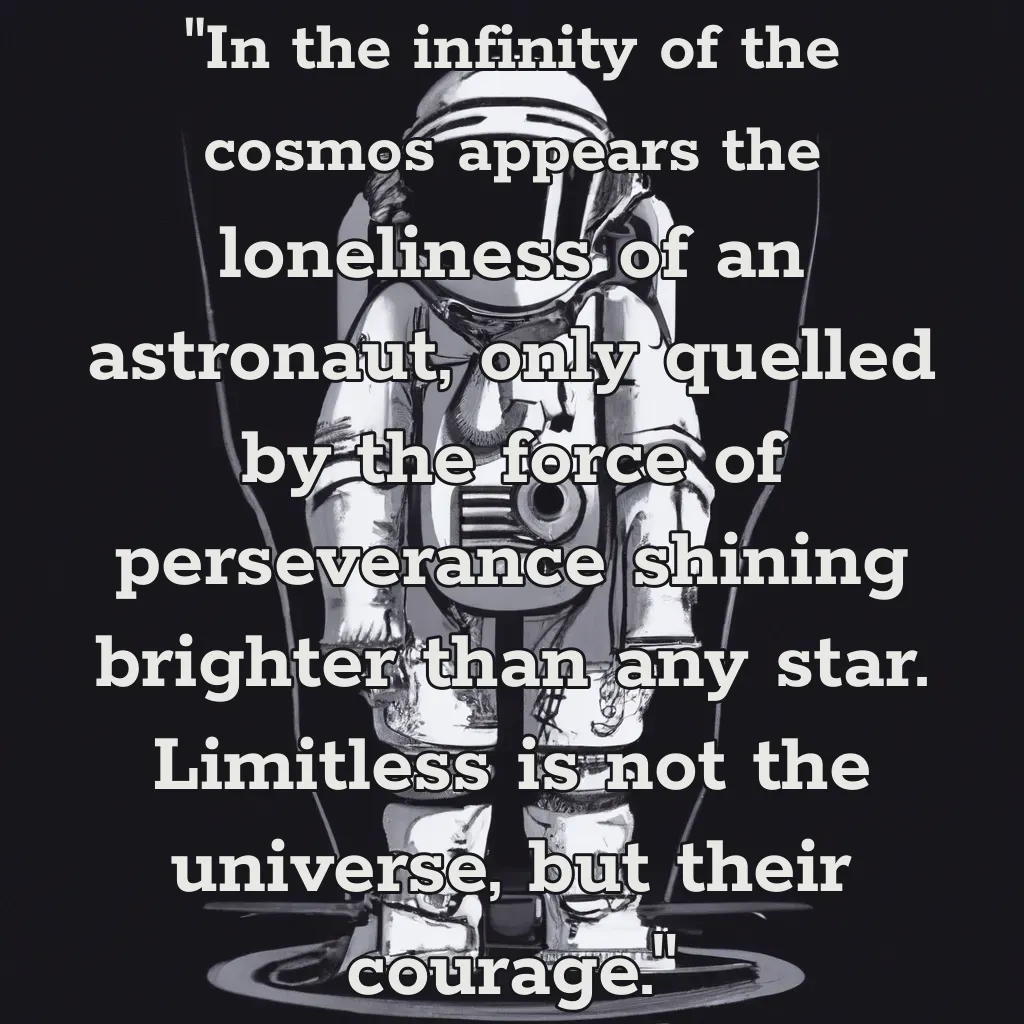 "In the infinity of the
cosmos appears the
loneliness of an
astronaut, only quelled
by the force of
perseverance shining
brighter than any star.
Limitless is not the
universe, but their
courage."